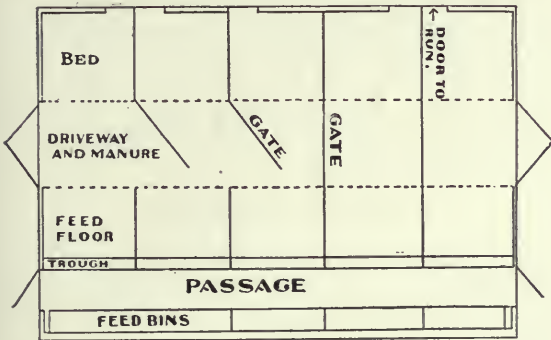 BED
↑
DOOR TO
RUN.
DRIVEWAY
AND MANURE
GATE
GATE
FEED
FLOOR
TROUGH
PASSAGE
FEED BINS